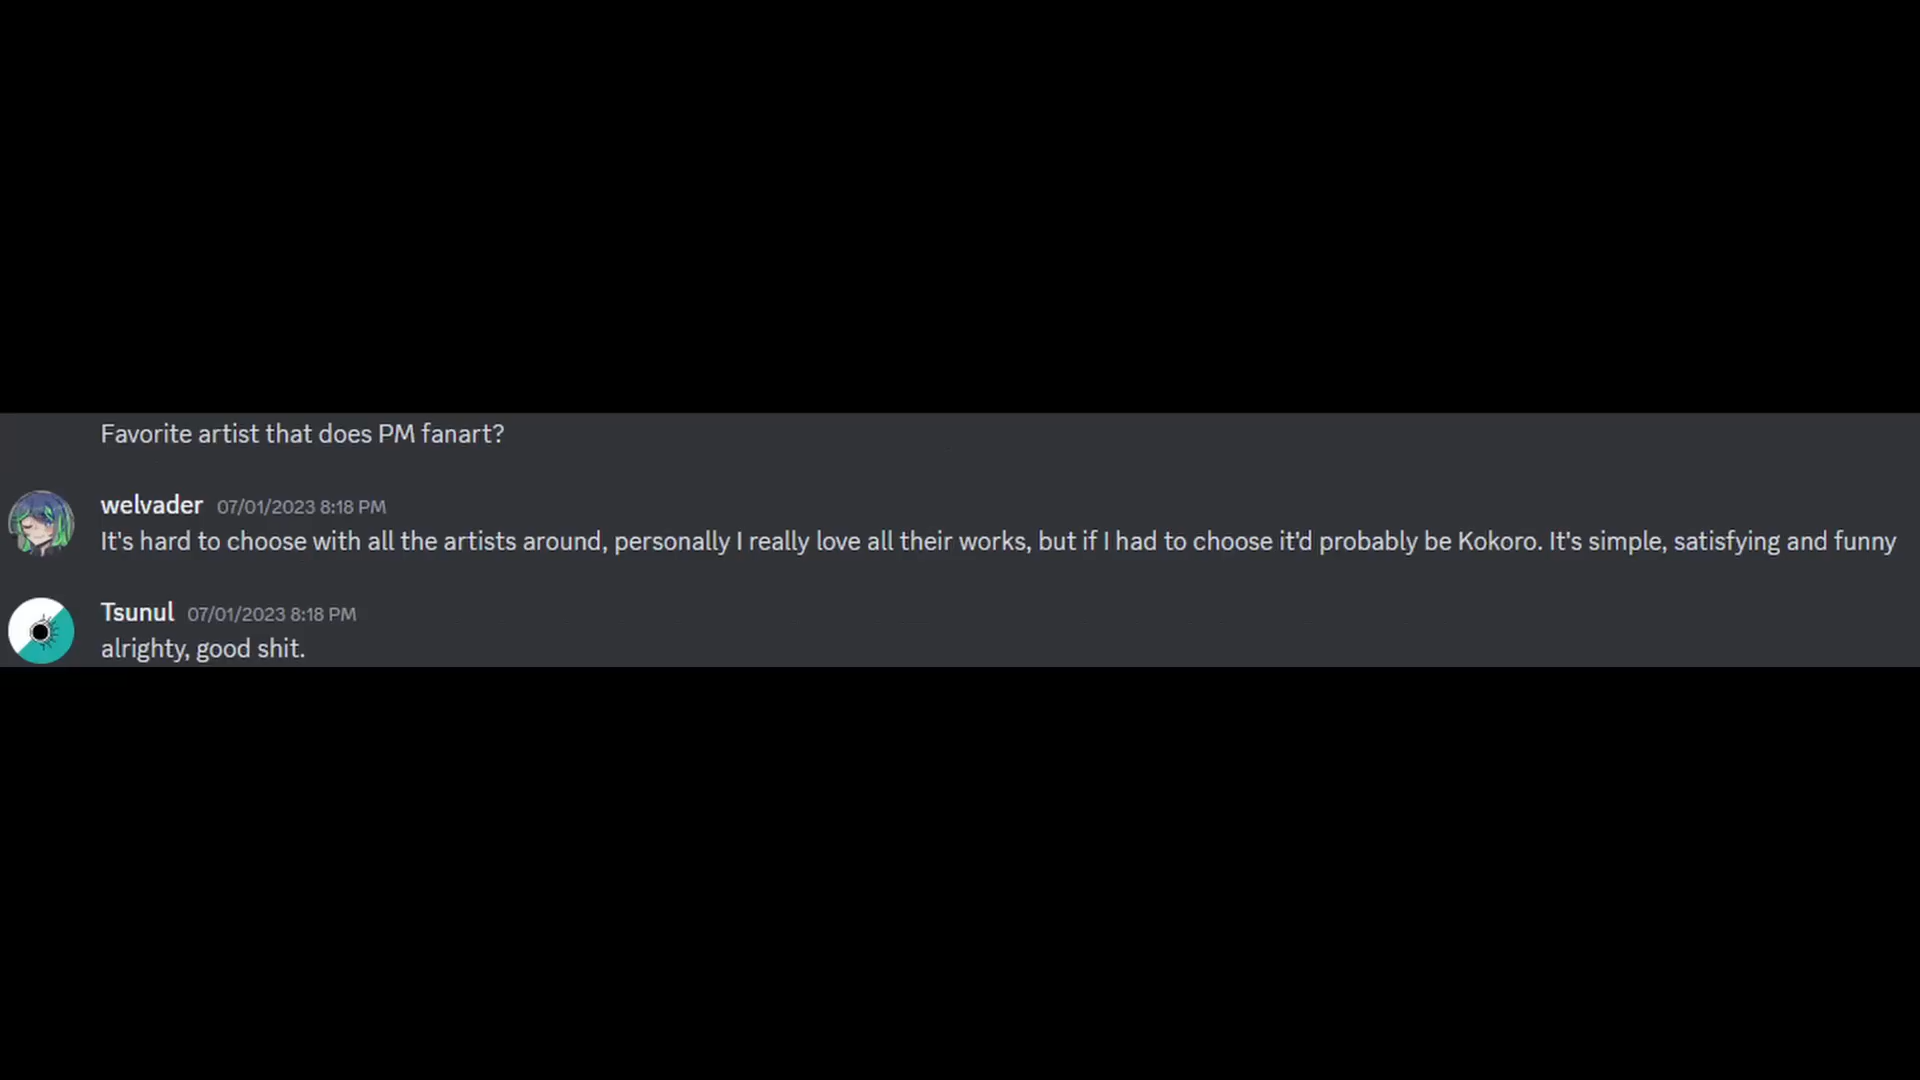 Favorite artist that does PM fanart?
welvader 07/01/2023 8:18 PM
It's hard to choose with all the artists around, personally I really love all their works, but if I had to choose it'd probably be Kokoro. It's simple, satisfying and funny
Tsunul 07/01/2023 8:18 PM
alrighty, good shit.